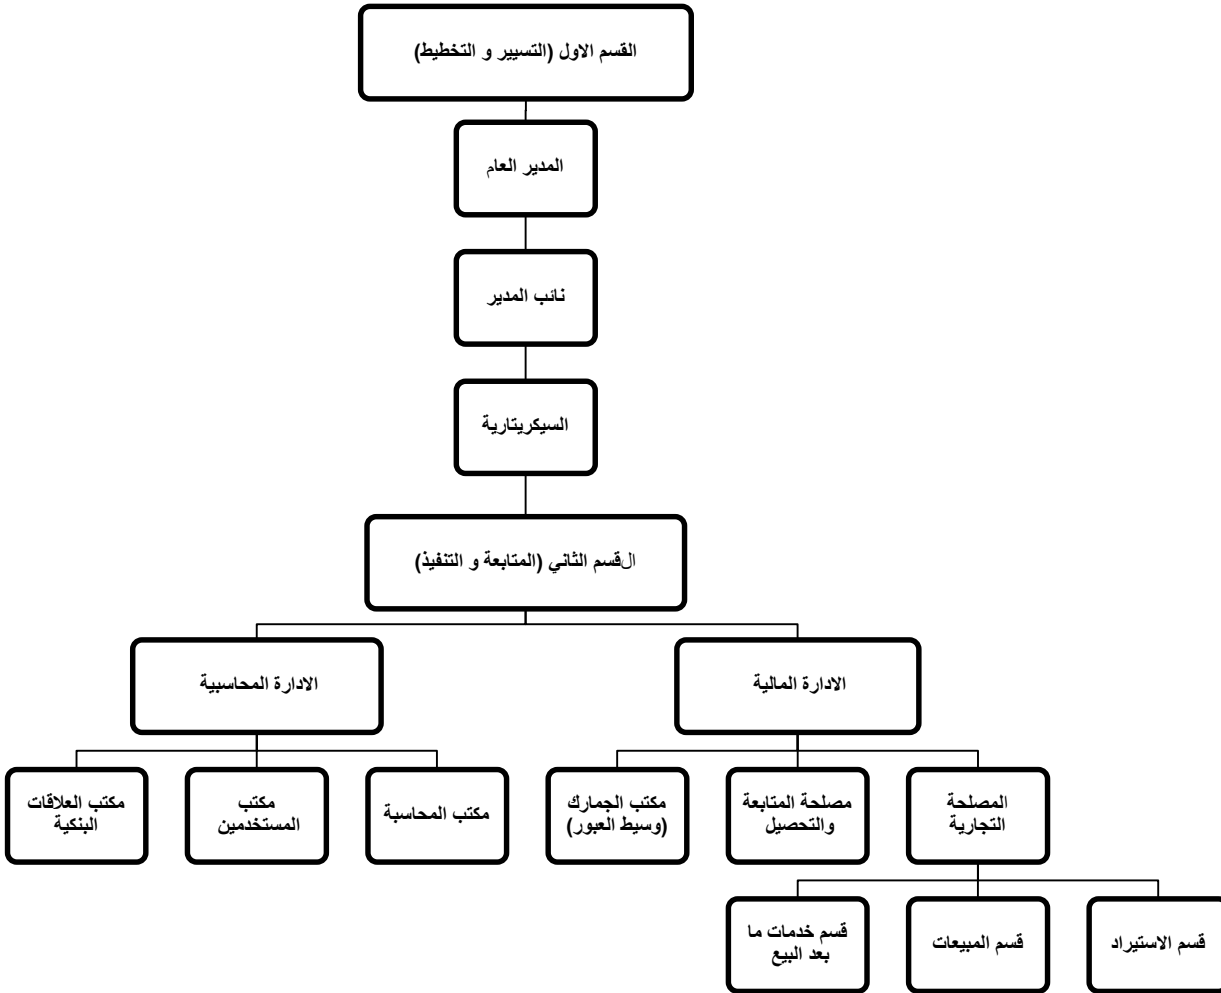 القسم الاول (التسيير و التخطيط)
المدير العام
نائب المدير
السيكريتارية
القسم الثاني (المتابعة و التنفيذ)
الادارة المالية
الادارة المحاسبية
المصلحة
التجارية
مصلحة المتابعة
والتحصيل
مكتب الجمارك
(وسيط العبور)
مكتب المحاسبة
مكتب
المستخدمين
مكتب العلاقات
البنكية
قسم الاستيراد
قسم المبيعات
قسم خدمات ما
بعد البيع